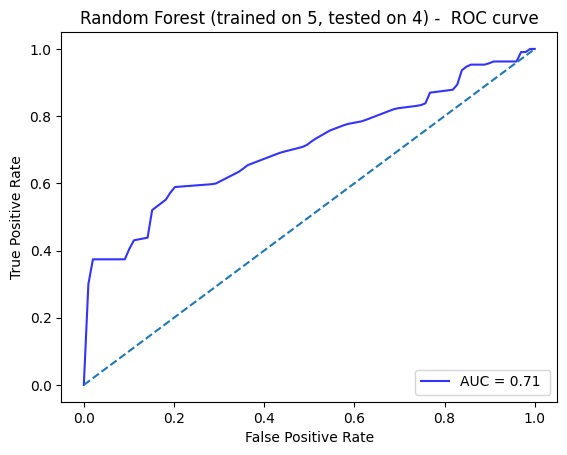 Random Forest (trained on 5, tested on 4) -  ROC curve
1.0
0.8
0.6
0.4
0.2
0.0
True Positive Rate
AUC = 0.71
0.0 0.2 0.4 0.6 0.8 1.0
False Positive Rate